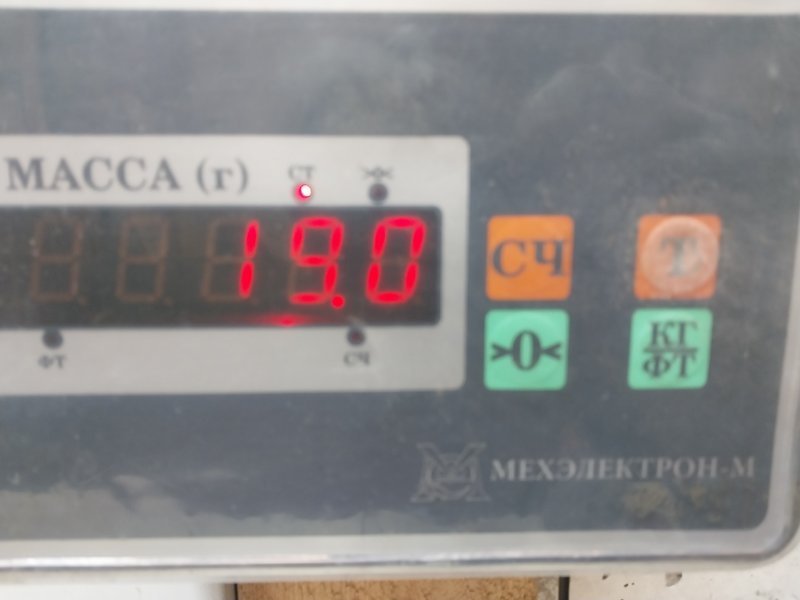 МАССА (г)
СТ
19.0
ФТ
СЧ
СЧ
Т
>0<
КГ
ФТ
МЕХЭЛЕКТРОН-М